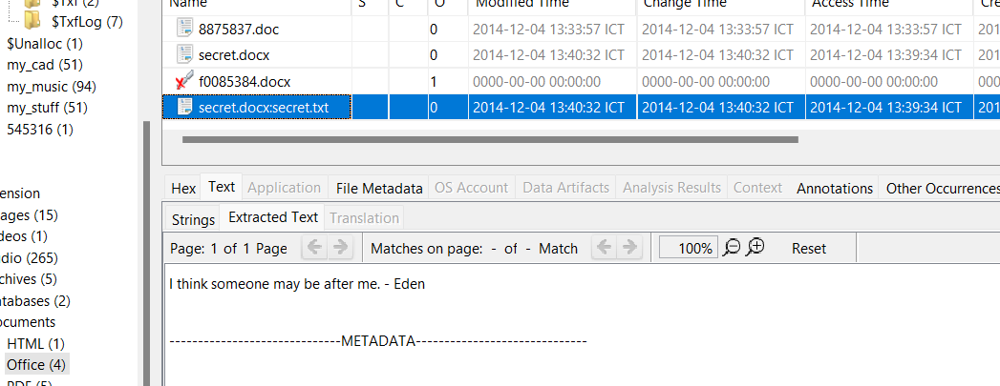 Name S C O Modified Time Change Time Access Time
$Txf (2)
$TxfLog (7)
$Unalloc (1)
my_cad (51)
my_music (94)
my_stuff (51)
545316 (1)
8875837.doc 0 2014-12-04 13:33:57 ICT 2014-12-04 13:33:57 ICT 2014-12-04 13:33:57 ICT
secret.docx 0 2014-12-04 13:40:32 ICT 2014-12-04 13:40:32 ICT 2014-12-04 13:39:34 ICT
f0085384.docx 1 0000-00-00 00:00:00 0000-00-00 00:00:00 0000-00-00 00:00:00
secret.docx:secret.txt 0 2014-12-04 13:40:32 ICT 2014-12-04 13:40:32 ICT 2014-12-04 13:39:34 ICT
ension
ages (15)
deos (1)
dio (265)
chives (5)
atabases (2)
ocuments
HTML (1)
Office (4)
Hex Text Application File Metadata OS Account Data Artifacts Analysis Results Context Annotations Other Occurrences
Strings Extracted Text Translation
Page: 1 of 1 Page Matches on page: - of - Match 100% Reset
I think someone may be after me. - Eden
------------------------------METADATA------------------------------